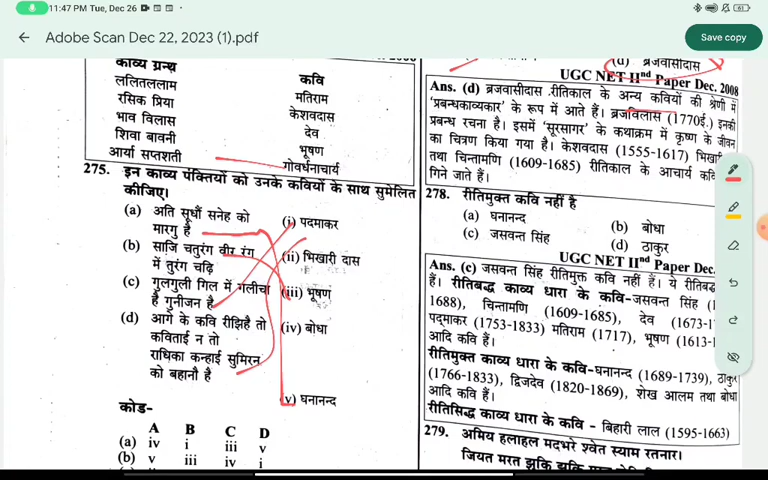 11:47 PM Tue, Dec 26
61
Adobe Scan Dec 22, 2023 (1).pdf
Save copy
काव्य ग्रन्थ
कवि
ललितललाम
मतिराम
रसिक प्रिया
केशवदास
भाव विलास
देव
शिवा बावनी
भूषण
आर्या सप्तशती
गोवर्धनाचार्य
275. इन काव्य पंक्तियों को उनके कवियों के साथ सुमेलित
कीजिए।
(a) अति सूधौं सनेह को
मारगु है
(i) पदमाकर
(b) साजि चतुरंग वीर रंग
में तुरंग चढ़ि
(ii) भिखारी दास
(c) गुलगुली गिल में गलीचा
है गुनीजन है
(iii) भूषण
(d) आगे के कवि रीझिहै तो
कविताई न तो
(iv) बोधा
राधिका कन्हाई सुमिरन
को बहानौ है
(v) घनानन्द
कोड-
A B C D
(a) iv i iii v
(b) v iii iv i
(d) ब्रजवासीदास
UGC NET IInd Paper Dec. 2008
Ans. (d) ब्रजवासीदास रीतिकाल के अन्य कवियों की श्रेणी में
'प्रबन्धकाव्यकार' के रूप में आते हैं। ब्रजविलास (1770ई.) इनकी
प्रबन्ध रचना है। इसमें 'सूरसागर' के कथाक्रम में कृष्ण के जीवन
का चित्रण किया गया है। केशवदास (1555-1617)
तथा चिन्तामणि (1609-1685) रीतिकाल के आचार्य
गिने जाते हैं।
278. रीतिमुक्त कवि नहीं है
(a) घनानन्द
(b) बोधा
(c) जसवन्त सिंह
(d) ठाकुर
UGC NET IInd Paper Dec.
Ans. (c) जसवन्त सिंह रीतिमुक्त कवि नहीं है। ये
हैं। रीतिबद्ध काव्य धारा के कवि-जसवन्त सिंह
1688), चिन्तामणि (1609-1685), देव
पद्माकर (1753-1833) मतिराम (1717), भूषण
आदि कवि हैं।
रीतिमुक्त काव्य धारा के कवि-घनानन्द (1689-1739), ठाकुर
(1766-1833), द्विजदेव (1820-1869), शेख आलम तथा बोधा
आदि कवि हैं।
रीतिसिद्ध काव्य धारा के कवि - बिहारी लाल (1595-1663)
279. अमिय हलाहल मदभरे श्वेत स्याम रतनार।
जियत मरत झुकि झुकि